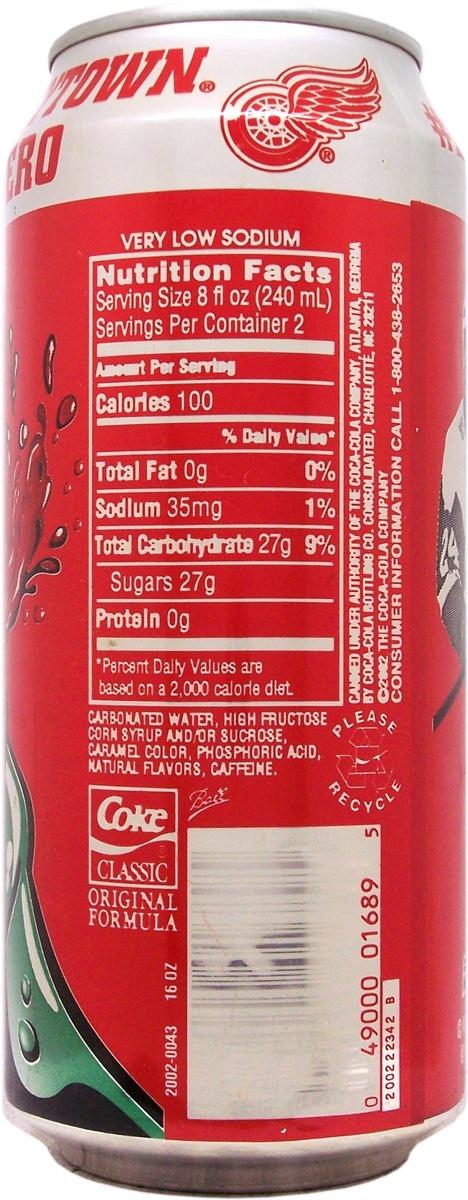 YTOWN®
ERO
®
VERY LOW SODIUM
Nutrition Facts
Serving Size 8 fl oz (240 mL)
Servings Per Container 2
Amount Per Serving
Calories 100
% Daily Value*
Total Fat 0g 0%
Sodium 35mg 1%
Total Carbohydrate 27g 9%
Sugars 27g
Protein 0g
*Percent Daily Values are
based on a 2,000 calorie diet.
CANNED UNDER AUTHORITY OF THE COCA-COLA COMPANY, ATLANTA, GEORGIA
BY COCA-COLA BOTTLING CO. CONSOLIDATED, CHARLOTTE, NC 28211
©2002 THE COCA-COLA COMPANY
CONSUMER INFORMATION CALL 1-800-438-2653
CARBONATED WATER, HIGH FRUCTOSE
CORN SYRUP AND/OR SUCROSE,
CARAMEL COLOR, PHOSPHORIC ACID,
NATURAL FLAVORS, CAFFEINE.
PLEASE
RECYCLE
Coke
CLASSIC
ORIGINAL
FORMULA
Ball
2002-0043 16 OZ
0 49000 01689 5
200222342 B
24